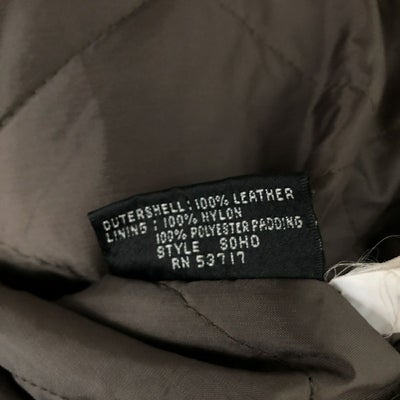 OUTERSHELL: 100% LEATHER
LINING: 100% NYLON
100% POLYESTER PADDING
STYLE SOHO
RN 53717